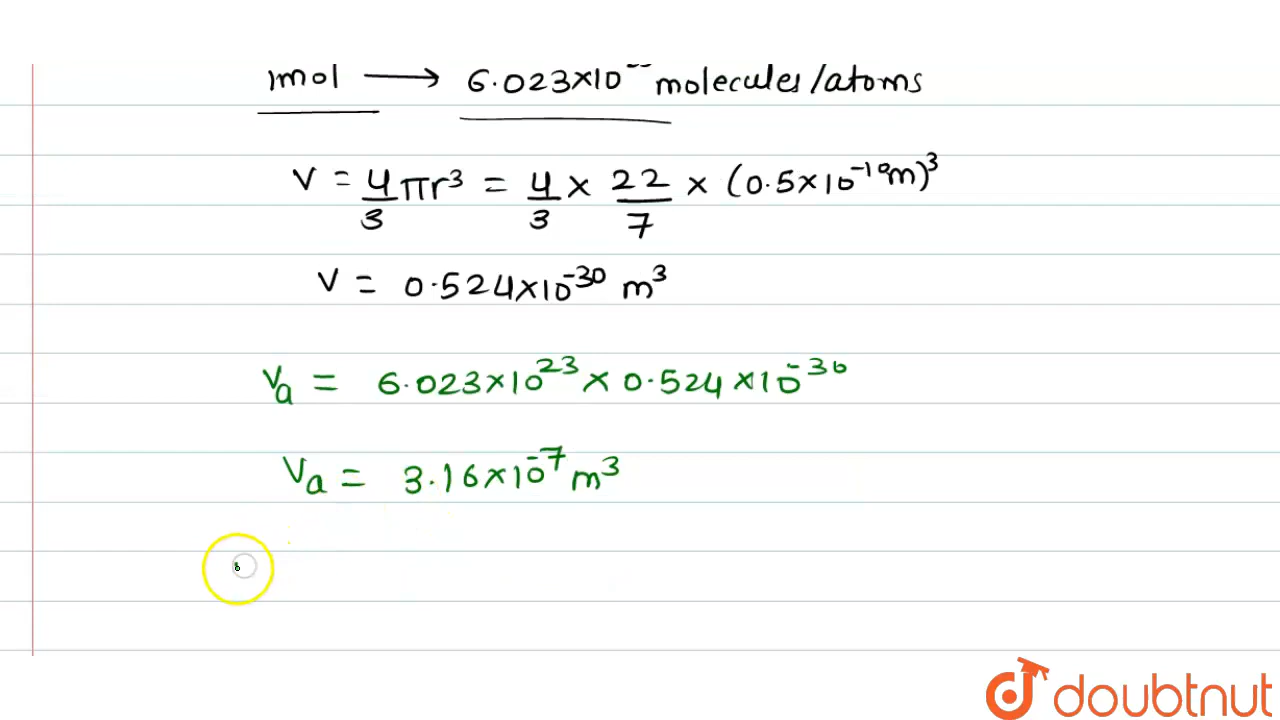 1mol → 6.023×10²³ molecules/atoms
V = 4/3 πr³ = 4/3 × 22/7 × (0.5×10⁻¹⁰m)³
V = 0.524×10⁻³⁰ m³
Va = 6.023×10²³ × 0.524×10⁻³⁰
Va = 3.16×10⁻⁷ m³
doubtnut